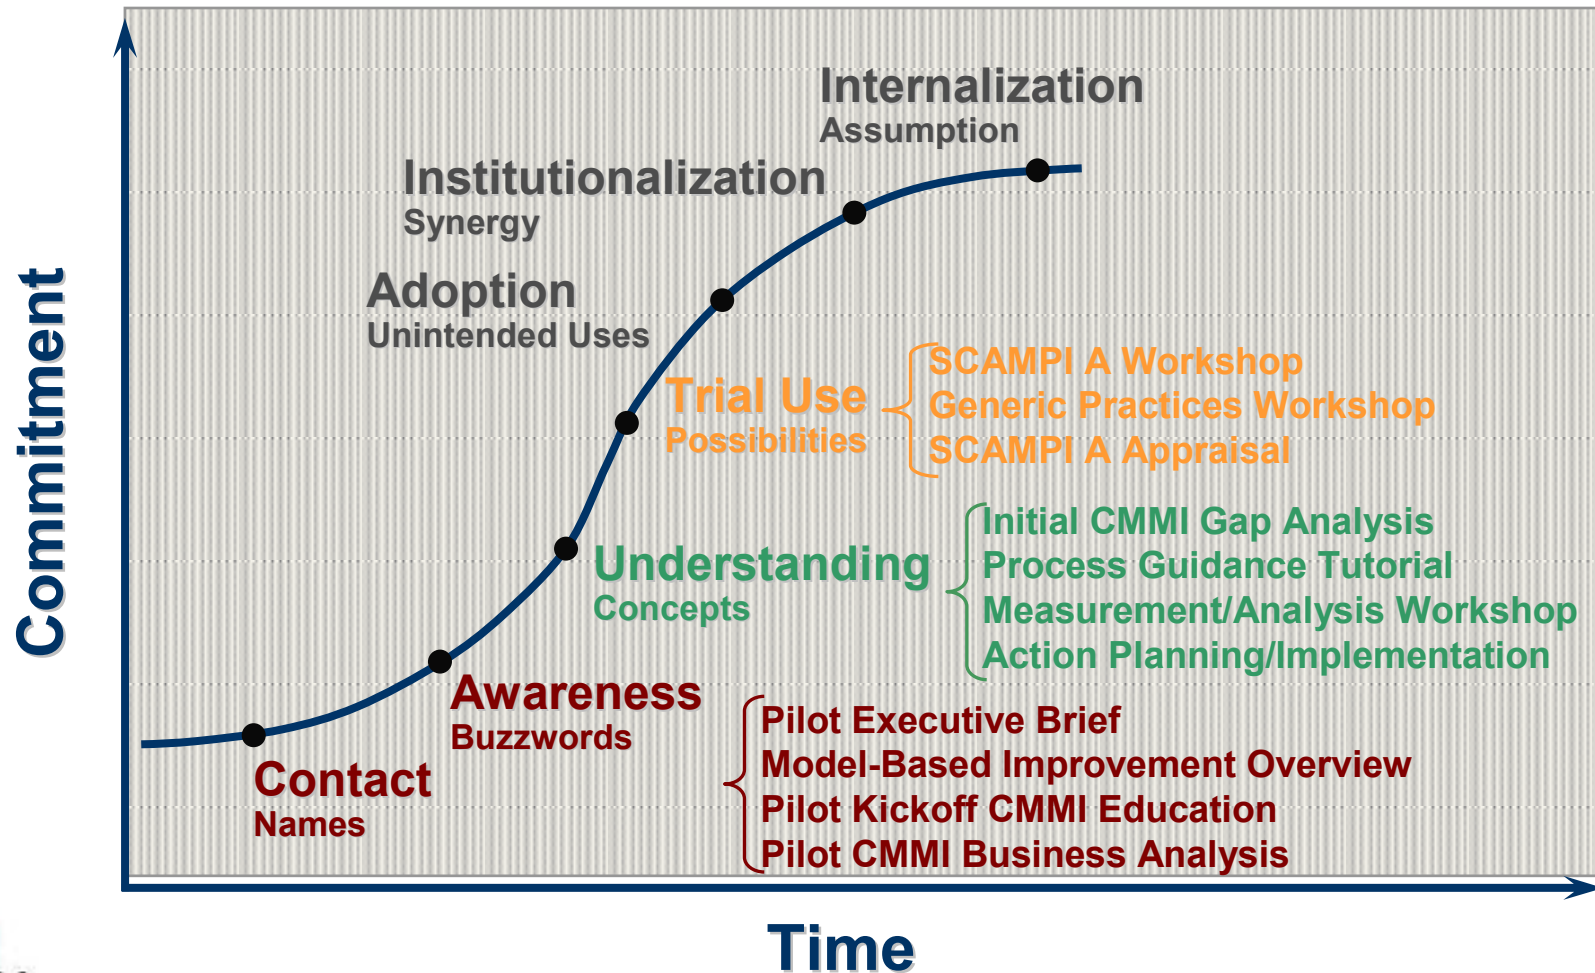 Internalization
Assumption
Institutionalization
Synergy
Adoption
Unintended Uses
Trial Use
Possibilities
SCAMPI A Workshop
Generic Practices Workshop
SCAMPI A Appraisal
Understanding
Concepts
Initial CMMI Gap Analysis
Process Guidance Tutorial
Measurement/Analysis Workshop
Action Planning/Implementation
Awareness
Buzzwords
Contact
Names
Pilot Executive Brief
Model-Based Improvement Overview
Pilot Kickoff CMMI Education
Pilot CMMI Business Analysis
Commitment
Time